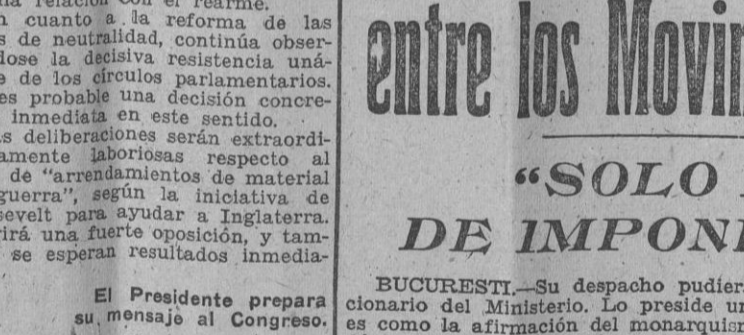 relación con el rearme.
cuanto a la reforma de las
de neutralidad, continúa obser-
dose la decisiva resistencia uná-
e de los círculos parlamentarios.
es probable una decisión concre-
inmediata en este sentido.
s deliberaciones serán extraordi-
amente laboriosas respecto al
de "arrendamientos de material
guerra", según la iniciativa de
sevelt para ayudar a Inglaterra.
irá una fuerte oposición, y tam-
se esperan resultados inmedia-
El Presidente prepara
su mensaje al Congreso.
entre los Movin
"SOLO
DE IMPONE
BUCURESTI.—Su despacho pudier
cionario del Ministerio. Lo preside un
es como la afirmación del monarquian